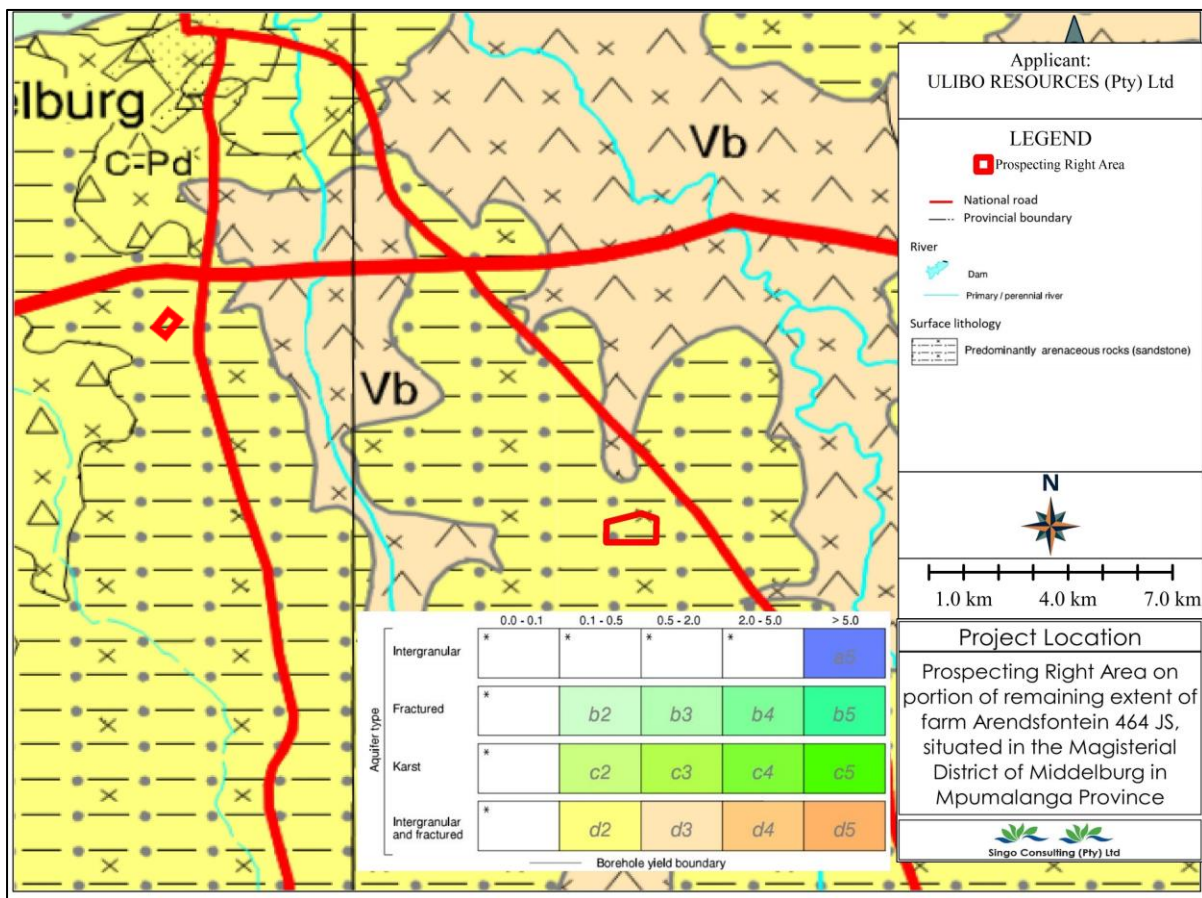 elburg
C=Pd
Vb
Vb
Applicant:
ULIBO RESOURCES (Pty) Ltd
LEGEND
Prospecting Right Area
National road
Provincial boundary
River
Dam
Primary / perennial river
Surface lithology
Predominantly arenaceous rocks (sandstone)
N
1.0 km 4.0 km 7.0 km
Project Location
Prospecting Right Area on
portion of remaining extent of
farm Arendsfontein 464 JS,
situated in the Magisterial
District of Middelburg in
Mpumalanga Province
Singo Consulting (Pty) Ltd
0.0 - 0.1 0.1 - 0.5 0.5 - 2.0 2.0 - 5.0 > 5.0
Aquifer type
Intergranular * * * * a5
Fractured * b2 b3 b4 b5
Karst * c2 c3 c4 c5
Intergranular
and fractured * d2 d3 d4 d5
Borehole yield boundary